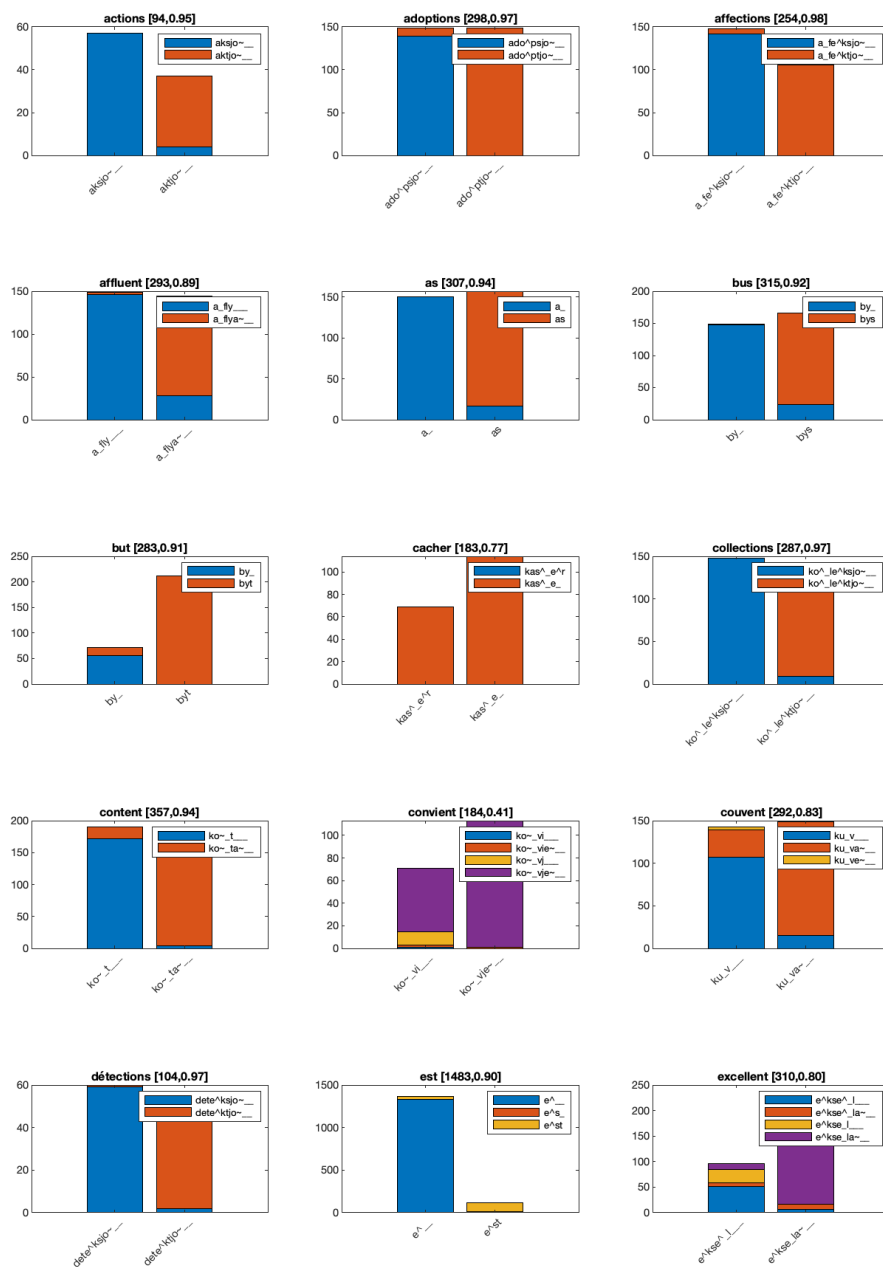 actions [94,0.95]
60
40
20
0
aksjo~__
aktjo~__
aksjo~__
aktjo~__
adoptions [298,0.97]
150
100
50
0
ado^psjo~__
ado^ptjo~__
ado^psjo~__
ado^ptjo~__
affections [254,0.98]
150
100
50
0
a_fe^ksjo~__
a_fe^ktjo~__
a_fe^ksjo~__
a_fe^ktjo~__
affluent [293,0.89]
150
100
50
0
a_fly___
a_flya~__
a_fly___
a_flya~__
as [307,0.94]
150
100
50
0
a_
as
a_
as
bus [315,0.92]
200
150
100
50
0
by_
bys
by_
bys
but [283,0.91]
250
200
150
100
50
0
by_
byt
by_
byt
cacher [183,0.77]
100
80
60
40
20
0
kas^_e^r
kas^_e_
kas^_e^r
kas^_e_
collections [287,0.97]
150
100
50
0
ko^_le^ksjo~__
ko^_le^ktjo~__
ko^_le^ksjo~__
ko^_le^ktjo~__
content [357,0.94]
200
150
100
50
0
ko~_t___
ko~_ta~__
ko~_t___
ko~_ta~__
convient [184,0.41]
100
80
60
40
20
0
ko~_vi___
ko~_vie~__
ko~_vj___
ko~_vje~__
ko~_vi___
ko~_vje~__
couvent [292,0.83]
150
100
50
0
ku_v___
ku_va~__
ku_ve~__
ku_v___
ku_va~__
détections [104,0.97]
60
40
20
0
dete^ksjo~__
dete^ktjo~__
dete^ksjo~__
dete^ktjo~__
est [1483,0.90]
1500
1000
500
0
e^__
e^s_
e^st
e^__
e^st
excellent [310,0.80]
250
200
150
100
50
0
e^kse^_l___
e^kse^_la~__
e^kse_l___
e^kse_la~__
e^kse^_l___
e^kse_la~__